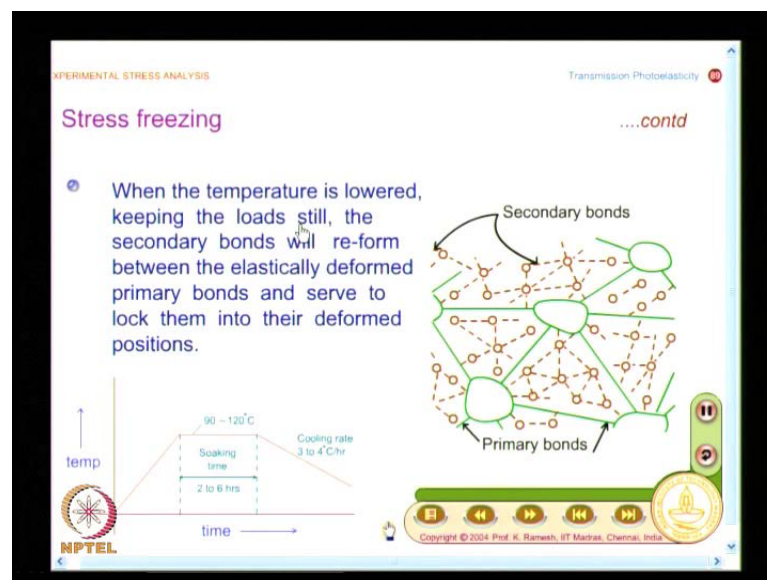 XPERIMENTAL STRESS ANALYSIS
Transmission Photoelasticity 89
Stress freezing
....contd
When the temperature is lowered,
keeping the loads still, the
secondary bonds will re-form
between the elastically deformed
primary bonds and serve to
lock them into their deformed
positions.
Secondary bonds
Primary bonds
90 – 120°C
Soaking
time
2 to 6 hrs
Cooling rate
3 to 4°C/hr
temp
time
NPTEL
Copyright © 2004 Prof. K. Ramesh, IIT Madras, Chennai, India